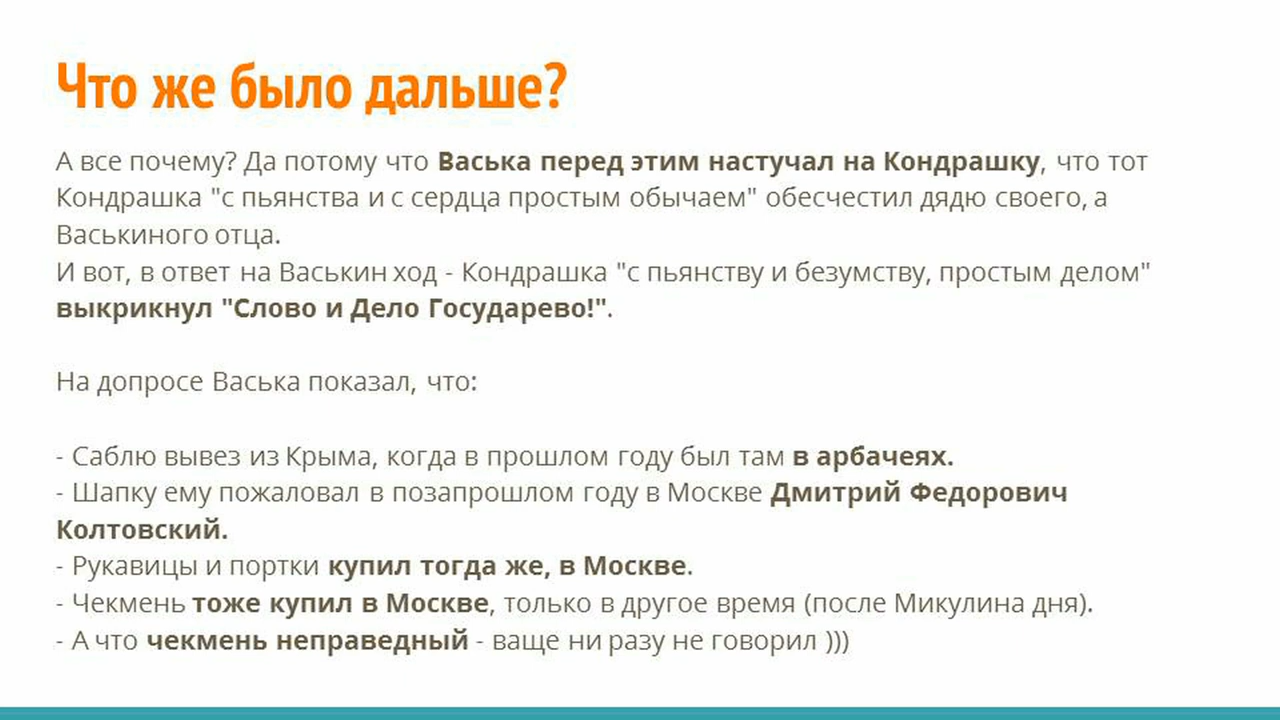 Что же было дальше?
А все почему? Да потому что Васька перед этим настучал на Кондрашку, что тот
Кондрашка "с пьянства и с сердца простым обычаем" обесчестил дядю своего, а
Васькиного отца.
И вот, в ответ на Васькин ход - Кондрашка "с пьянству и безумству, простым делом"
выкрикнул "Слово и Дело Государево!".
На допросе Васька показал, что:
- Саблю вывез из Крыма, когда в прошлом году был там в арбачеях.
- Шапку ему пожаловал в позапрошлом году в Москве Дмитрий Федорович
Колтовский.
- Рукавицы и портки купил тогда же, в Москве.
- Чекмень тоже купил в Москве, только в другое время (после Микулина дня).
- А что чекмень неправедный - ваще ни разу не говорил )))